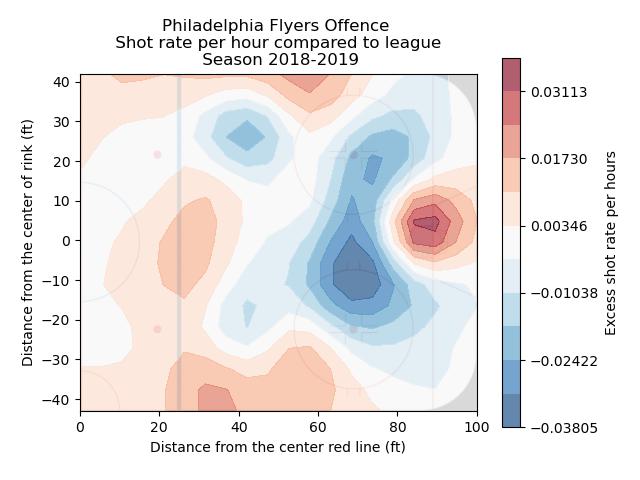 Philadelphia Flyers Offence
Shot rate per hour compared to league
Season 2018-2019
40
30
20
10
0
−10
−20
−30
−40
Distance from the center of rink (ft)
0 20 40 60 80 100
Distance from the center red line (ft)
0.03113
0.01730
0.00346
−0.01038
−0.02422
−0.03805
Excess shot rate per hours